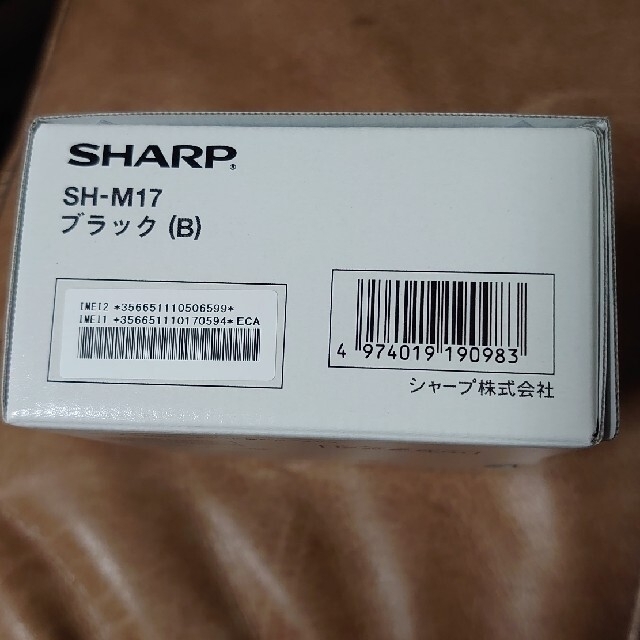 SHARP®
SH-M17
ブラック (B)
IMEI2 *356651110506599*
IMEI1 *356651110170594* ECA
4 974019 190983
シャープ株式会社